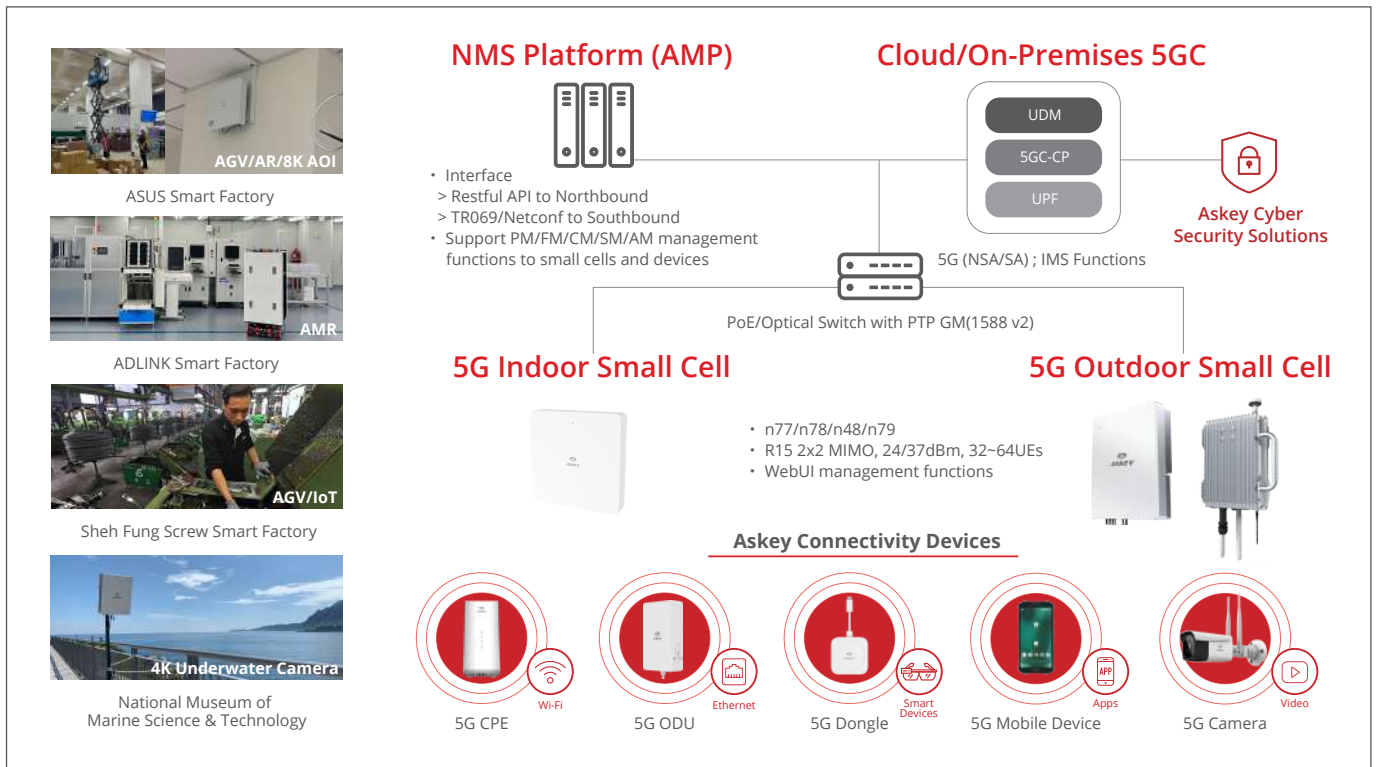 AGV/AR/8K AOI
ASUS Smart Factory
AMR
ADLINK Smart Factory
AGV/IoT
Sheh Fung Screw Smart Factory
4K Underwater Camera
National Museum of
Marine Science & Technology
NMS Platform (AMP)
• Interface
> Restful API to Northbound
> TR069/Netconf to Southbound
• Support PM/FM/CM/SM/AM management
functions to small cells and devices
Cloud/On-Premises 5GC
UDM
5GC-CP
UPF
Askey Cyber
Security Solutions
5G (NSA/SA) ; IMS Functions
PoE/Optical Switch with PTP GM(1588 v2)
5G Indoor Small Cell
5G Outdoor Small Cell
ASKEY
• n77/n78/n48/n79
• R15 2x2 MIMO, 24/37dBm, 32~64UEs
• WebUI management functions
ASKEY
Askey Connectivity Devices
Wi-Fi
5G CPE
ASKEY
Ethernet
5G ODU
ASKEY
Smart
Devices
5G Dongle
APP
Apps
5G Mobile Device
Video
5G Camera